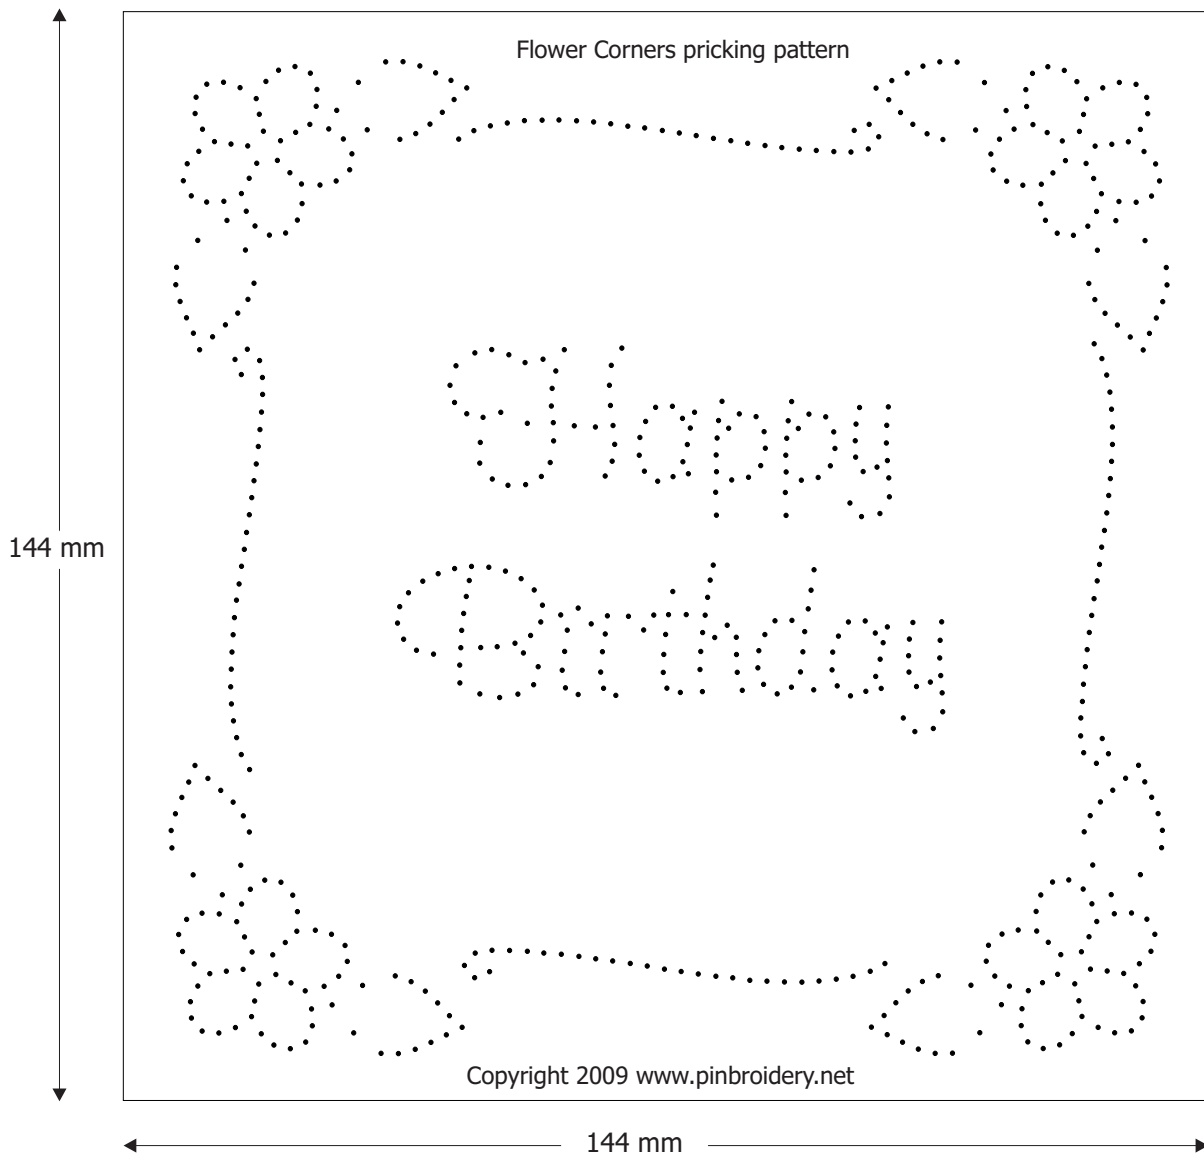 Flower Corners pricking pattern
Happy
144 mm
Birthday
Copyright 2009 www.pinbroidery.net
144 mm